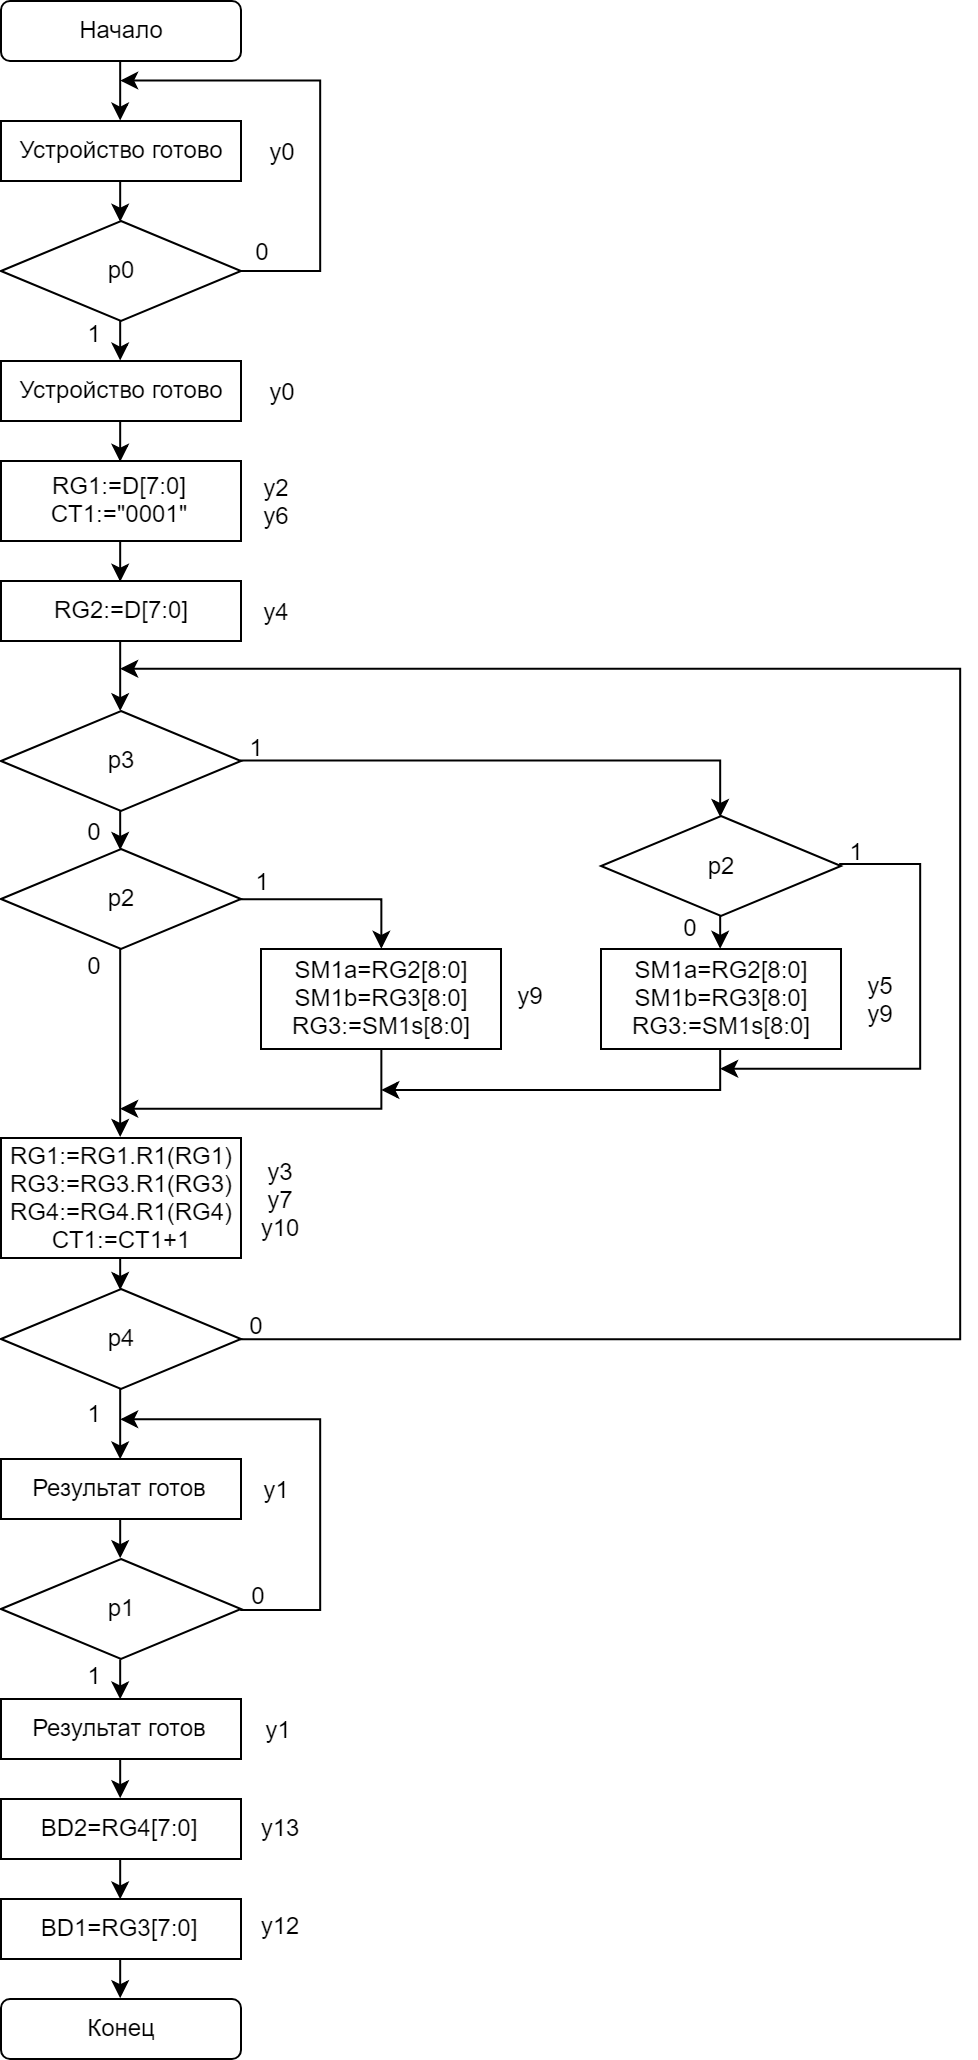 Начало
Устройство готово
y0
p0
0
1
Устройство готово
y0
RG1:=D[7:0]
CT1:="0001"
y2
y6
RG2:=D[7:0]
y4
p3
1
0
p2
1
0
p2
1
0
SM1a=RG2[8:0]
SM1b=RG3[8:0]
RG3:=SM1s[8:0]
y9
SM1a=RG2[8:0]
SM1b=RG3[8:0]
RG3:=SM1s[8:0]
y5
y9
RG1:=RG1.R1(RG1)
RG3:=RG3.R1(RG3)
RG4:=RG4.R1(RG4)
CT1:=CT1+1
y3
y7
y10
p4
0
1
Результат готов
y1
p1
0
1
Результат готов
y1
BD2=RG4[7:0]
y13
BD1=RG3[7:0]
y12
Конец